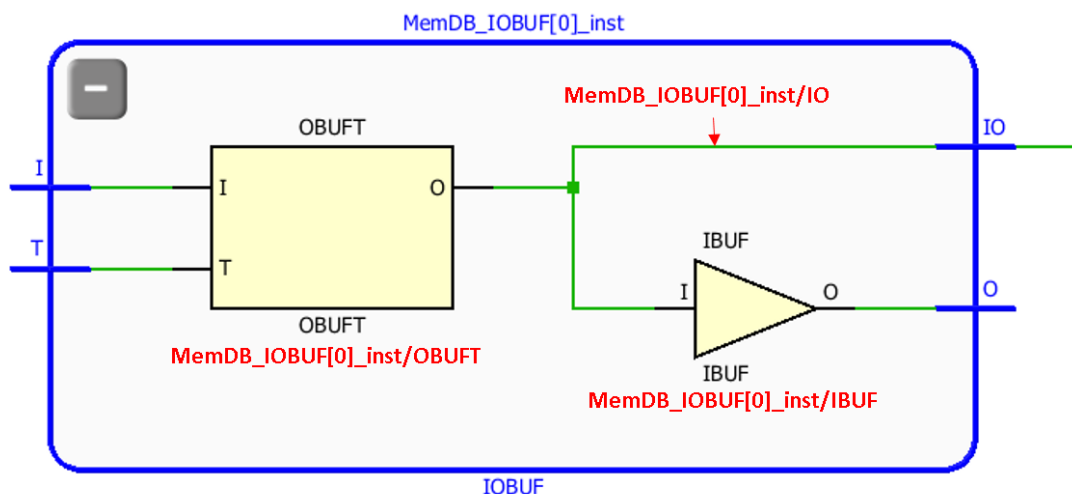 MemDB_IOBUF[0]_inst
MemDB_IOBUF[0]_inst/IO
OBUFT
IO
I
I
O
T
T
IBUF
I
O
O
OBUFT
MemDB_IOBUF[0]_inst/OBUFT
IBUF
MemDB_IOBUF[0]_inst/IBUF
IOBUF